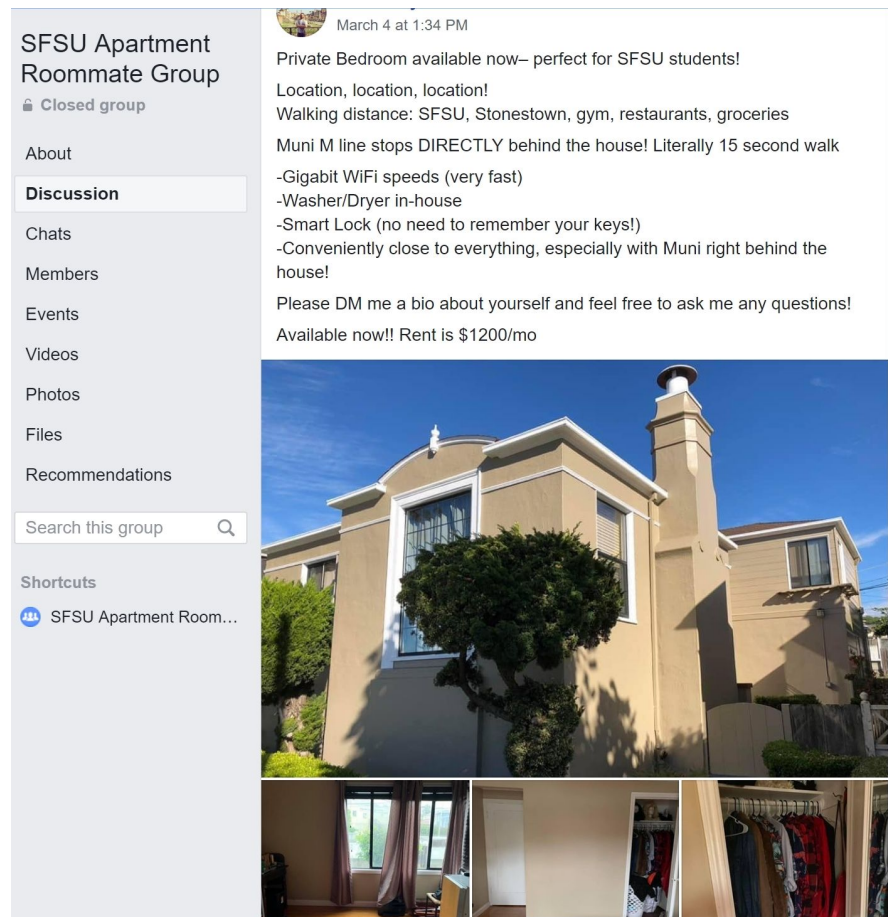 SFSU Apartment
Roommate Group
Closed group
About
Discussion
Chats
Members
Events
Videos
Photos
Files
Recommendations
Search this group
Shortcuts
SFSU Apartment Room...
March 4 at 1:34 PM
Private Bedroom available now– perfect for SFSU students!
Location, location, location!
Walking distance: SFSU, Stonestown, gym, restaurants, groceries
Muni M line stops DIRECTLY behind the house! Literally 15 second walk
-Gigabit WiFi speeds (very fast)
-Washer/Dryer in-house
-Smart Lock (no need to remember your keys!)
-Conveniently close to everything, especially with Muni right behind the
house!
Please DM me a bio about yourself and feel free to ask me any questions!
Available now!! Rent is $1200/mo